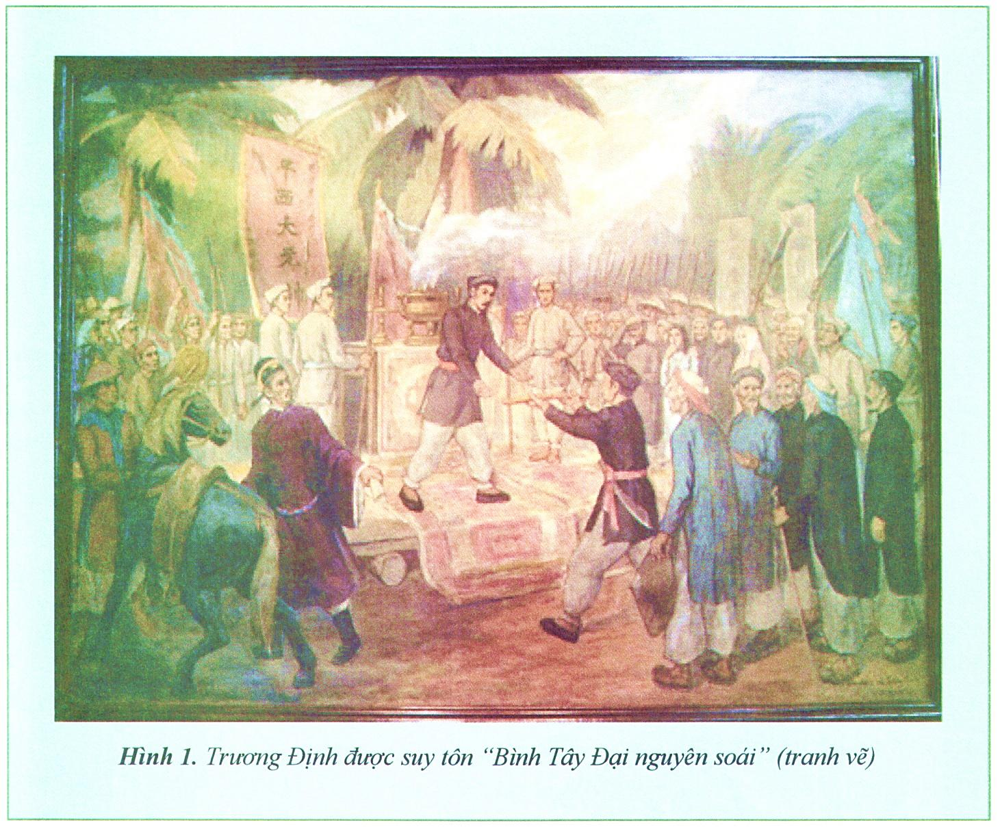 平西大元帥
Hình 1. Trương Định được suy tôn “Bình Tây Đại nguyên soái” (tranh vẽ)